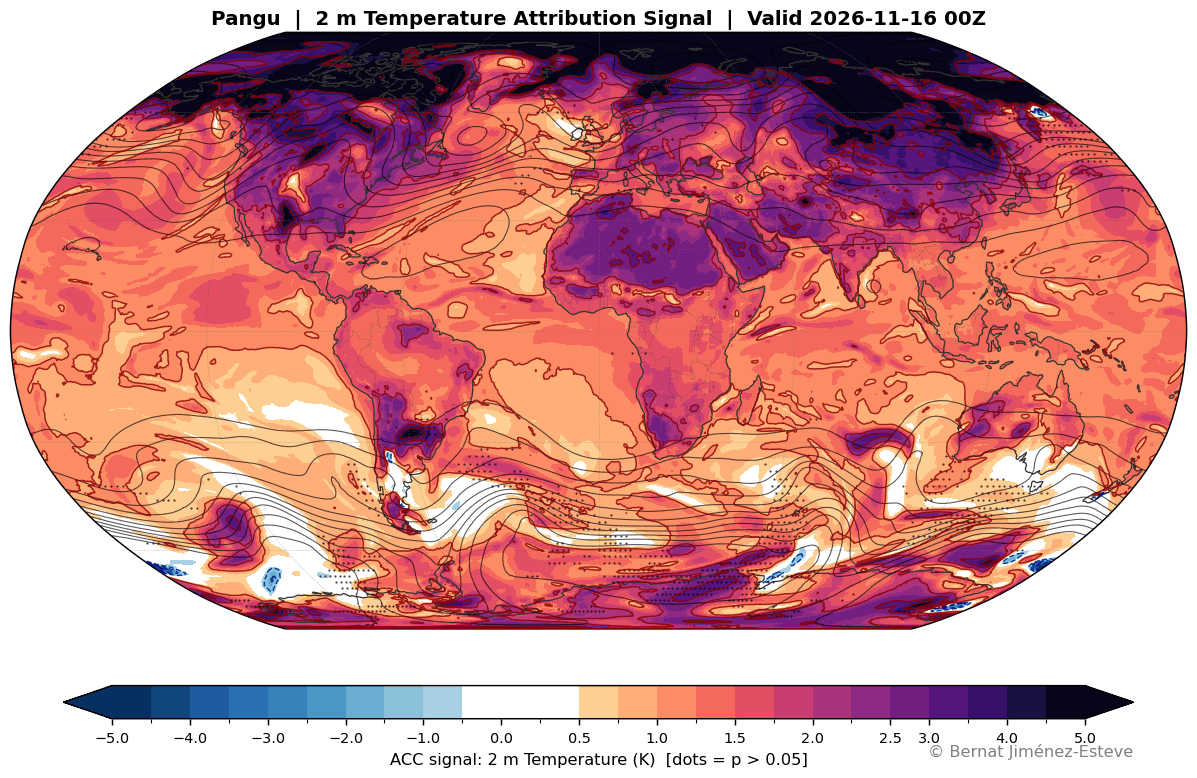 Pangu | 2 m Temperature Attribution Signal | Valid 2026-11-16 00Z
−5.0 −4.0 −3.0 −2.0 −1.0 0.0 0.5 1.0 1.5 2.0 2.5 3.0 4.0 5.0
© Bernat Jiménez-Esteve
ACC signal: 2 m Temperature (K) [dots = p > 0.05]